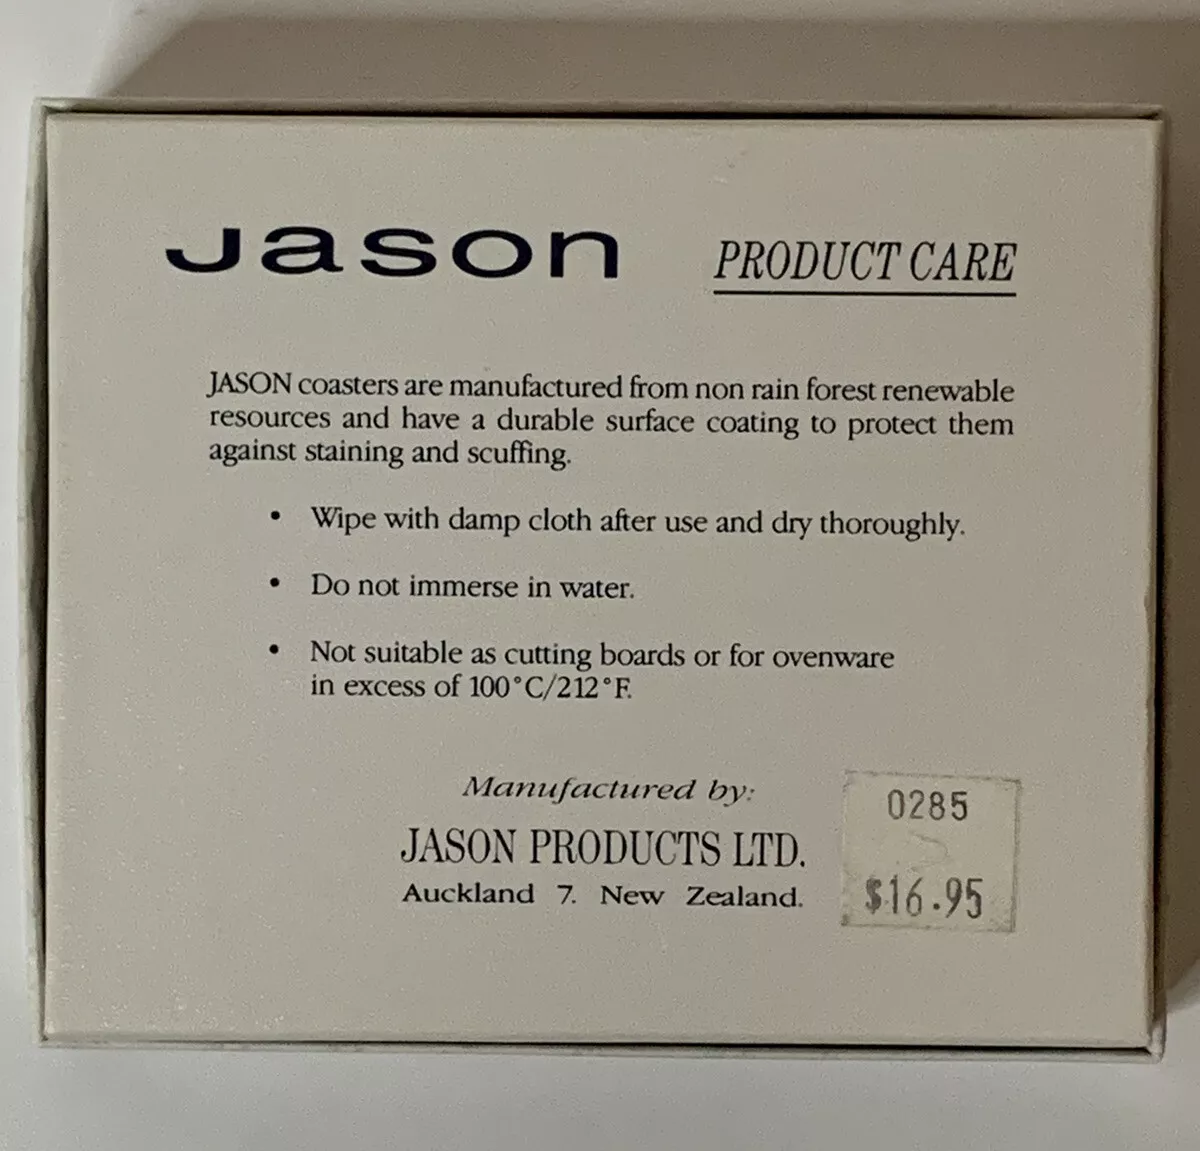 Jason PRODUCT CARE
JASON coasters are manufactured from non rain forest renewable
resources and have a durable surface coating to protect them
against staining and scuffing.
• Wipe with damp cloth after use and dry thoroughly.
• Do not immerse in water.
• Not suitable as cutting boards or for ovenware
in excess of 100°C/212°F.
Manufactured by:
JASON PRODUCTS LTD.
Auckland 7. New Zealand.
0285
$16.95